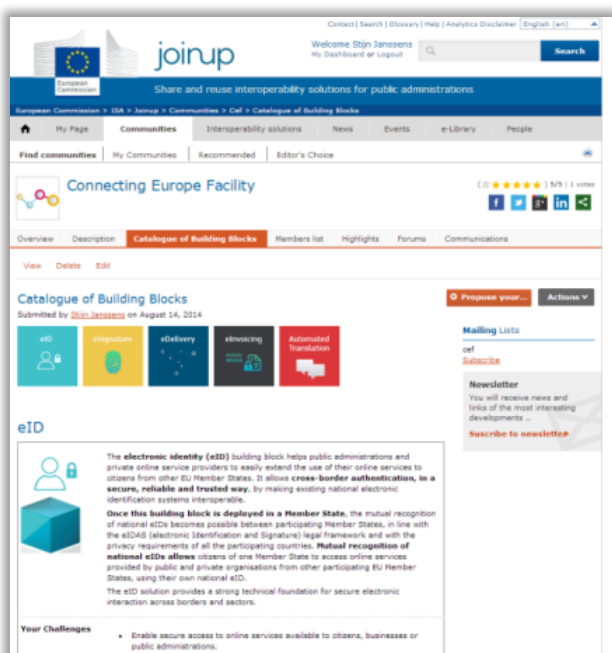 Contact | Search | Glossary | Help | Analytics Disclaimer English (en)
joinup
Welcome Stijn Janssens
My Dashboard or Logout
Search
European
Commission
Share and reuse interoperability solutions for public administrations
European Commission > ISA > Joinup > Communities > Cef > Catalogue of Building Blocks
My Page Communities Interoperability solutions News Events e-Library People
Find communities My Communities Recommended Editor's Choice
Connecting Europe Facility
5/5 | 1 votes
Overview Description Catalogue of Building Blocks Members list Highlights Forums Communications
View Delete Edit
Catalogue of Building Blocks
Propose your... Actions
Submitted by Stijn Janssens on August 14, 2014
eID eSignature eDelivery eInvoicing Automated
Translation
Mailing Lists
cef
Subscribe
Newsletter
You will receive news and
links of the most interesting
developments ..
Suscribe to newsletter
eID
The electronic identity (eID) building block helps public administrations and
private online service providers to easily extend the use of their online services to
citizens from other EU Member States. It allows cross-border authentication, in a
secure, reliable and trusted way, by making existing national electronic
identification systems interoperable.
Once this building block is deployed in a Member State, the mutual recognition
of national eIDs becomes possible between participating Member States, in line with
the eIDAS (electronic Identification and Signature) legal framework and with the
privacy requirements of all the participating countries. Mutual recognition of
national eIDs allows citizens of one Member State to access online services
provided by public and private organisations from other participating EU Member
States, using their own national eID.
The eID solution provides a strong technical foundation for secure electronic
interaction across borders and sectors.
Your Challenges
• Enable secure access to online services available to citizens, businesses or
public administrations.